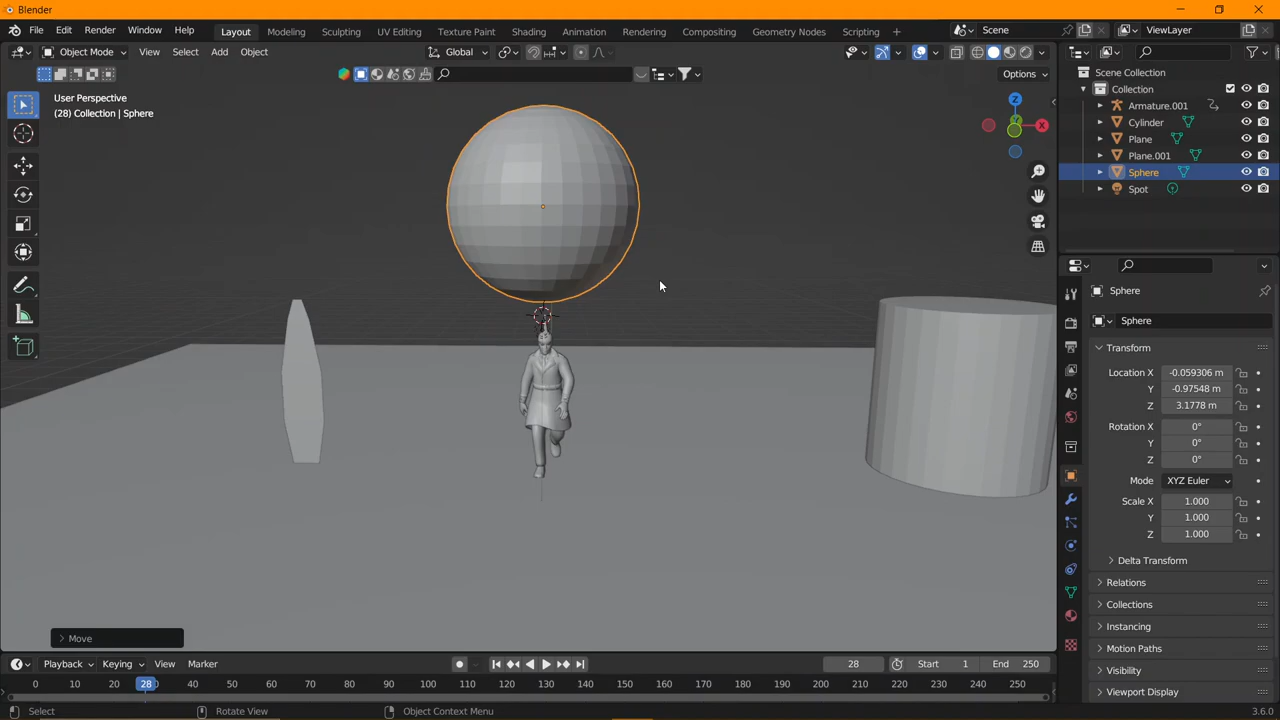 Blender
File Edit Render Window Help
Layout Modeling Sculpting UV Editing Texture Paint Shading Animation Rendering Compositing Geometry Nodes Scripting
Scene
ViewLayer
Object Mode View Select Add Object
Global
Options
User Perspective
(28) Collection | Sphere
Z
X
Y
Scene Collection
Collection
Armature.001
Cylinder
Plane
Plane.001
Sphere
Spot
Sphere
Sphere
Transform
Location X -0.059306 m
Y -0.97548 m
Z 3.1778 m
Rotation X 0°
Y 0°
Z 0°
Mode XYZ Euler
Scale X 1.000
Y 1.000
Z 1.000
Delta Transform
Relations
Collections
Instancing
Motion Paths
Visibility
Viewport Display
Move
Playback Keying View Marker
28 Start 1 End 250
0 10 20 28 40 50 60 70 80 90 100 110 120 130 140 150 160 170 180 190 200 210 220 230 240 250
Select Rotate View Object Context Menu
3.6.0